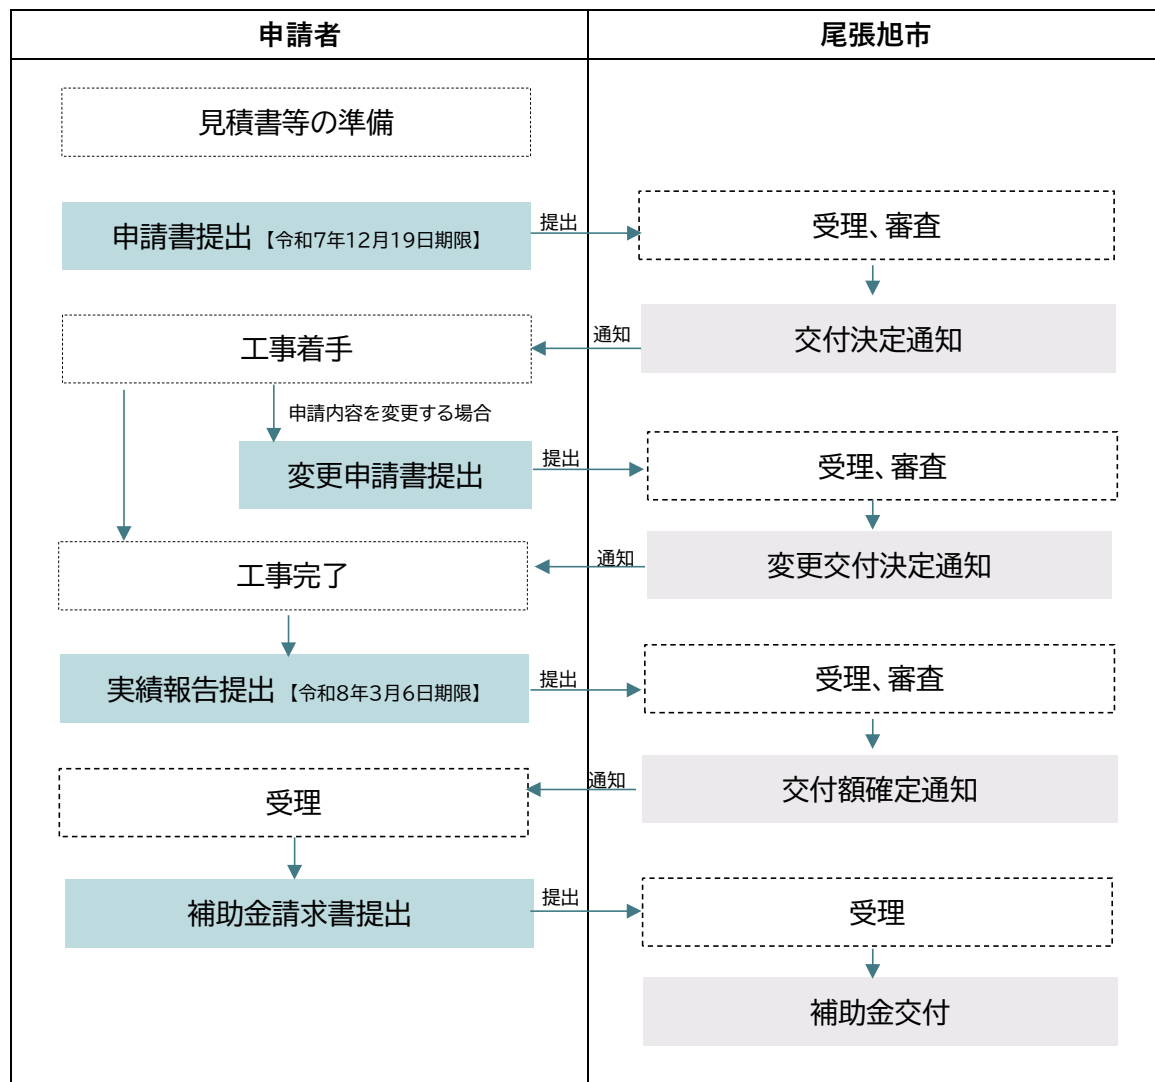 申請者
尾張旭市
見積書等の準備
申請書提出【令和7年12月19日期限】
提出
受理、審査
交付決定通知
通知
工事着手
申請内容を変更する場合
変更申請書提出
提出
受理、審査
変更交付決定通知
通知
工事完了
実績報告提出【令和8年3月6日期限】
提出
受理、審査
交付額確定通知
通知
受理
補助金請求書提出
提出
受理
補助金交付